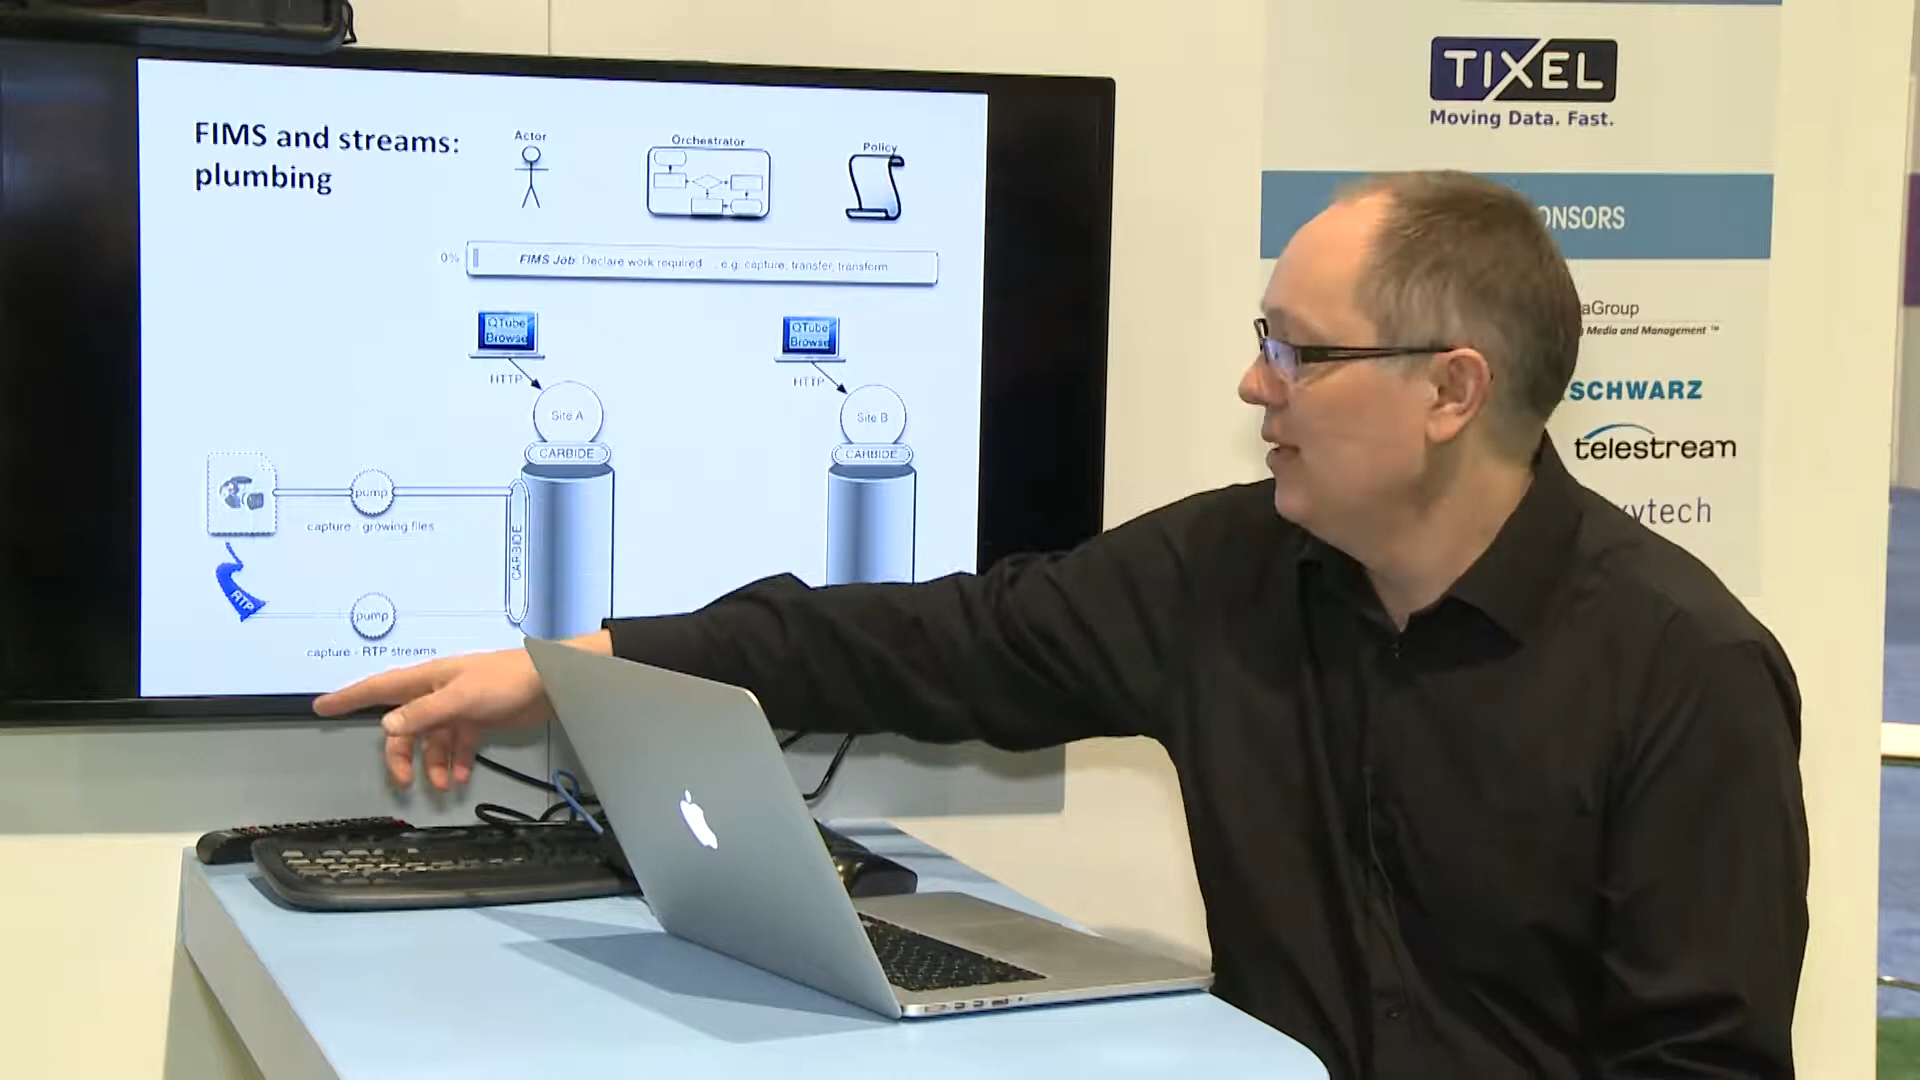 FIMS and streams:
plumbing
Actor
Orchestrator
Policy
0%
FIMS Job: Declare work required ... e.g. capture, transfer, transform
QTube
Browse
QTube
Browse
HTTP
HTTP
Site A
Site B
CARBIDE
CARBIDE
pump
capture - growing files
CARBIDE
RTP
pump
capture - RTP streams
TIXEL
Moving Data. Fast.
ONSORS
aGroup
Media and Management ™
SCHWARZ
telestream
ytech